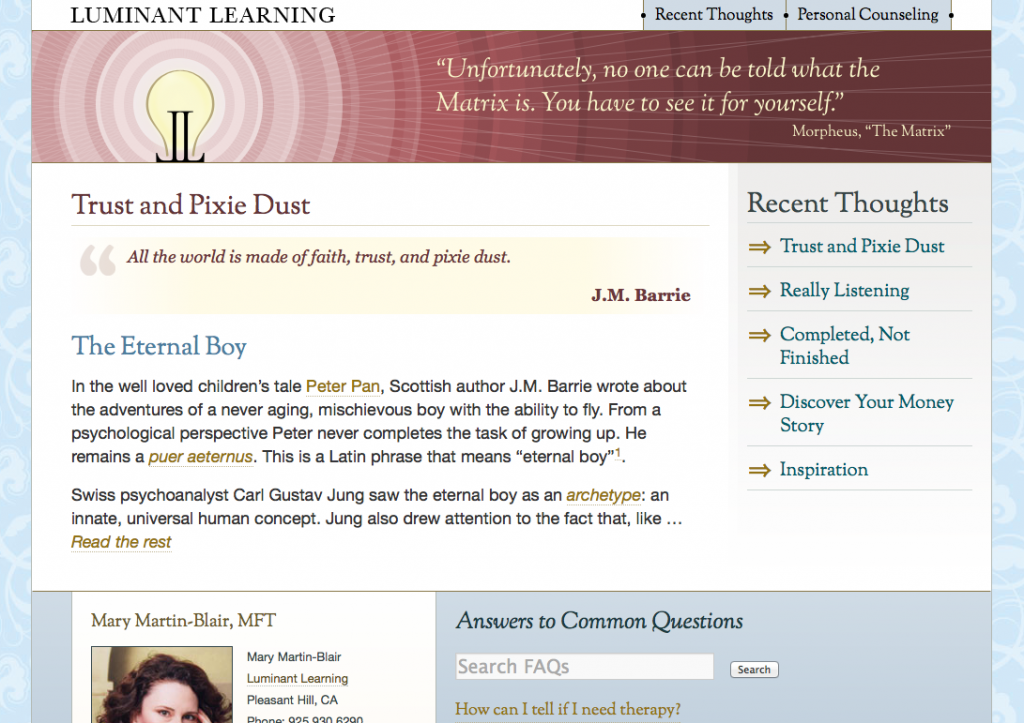 LUMINANT LEARNING
Recent Thoughts • Personal Counseling •
“Unfortunately, no one can be told what the
Matrix is. You have to see it for yourself.”
Morpheus, “The Matrix”
Trust and Pixie Dust
“ All the world is made of faith, trust, and pixie dust.
J.M. Barrie
The Eternal Boy
In the well loved children’s tale Peter Pan, Scottish author J.M. Barrie wrote about
the adventures of a never aging, mischievous boy with the ability to fly. From a
psychological perspective Peter never completes the task of growing up. He
remains a puer aeternus. This is a Latin phrase that means “eternal boy”1.
Swiss psychoanalyst Carl Gustav Jung saw the eternal boy as an archetype: an
innate, universal human concept. Jung also drew attention to the fact that, like …
Read the rest
Recent Thoughts
⇒ Trust and Pixie Dust
⇒ Really Listening
⇒ Completed, Not
Finished
⇒ Discover Your Money
Story
⇒ Inspiration
Mary Martin-Blair, MFT
Mary Martin-Blair
Luminant Learning
Pleasant Hill, CA
Phone: 925.930.6290
Answers to Common Questions
Search FAQs
Search
How can I tell if I need therapy?